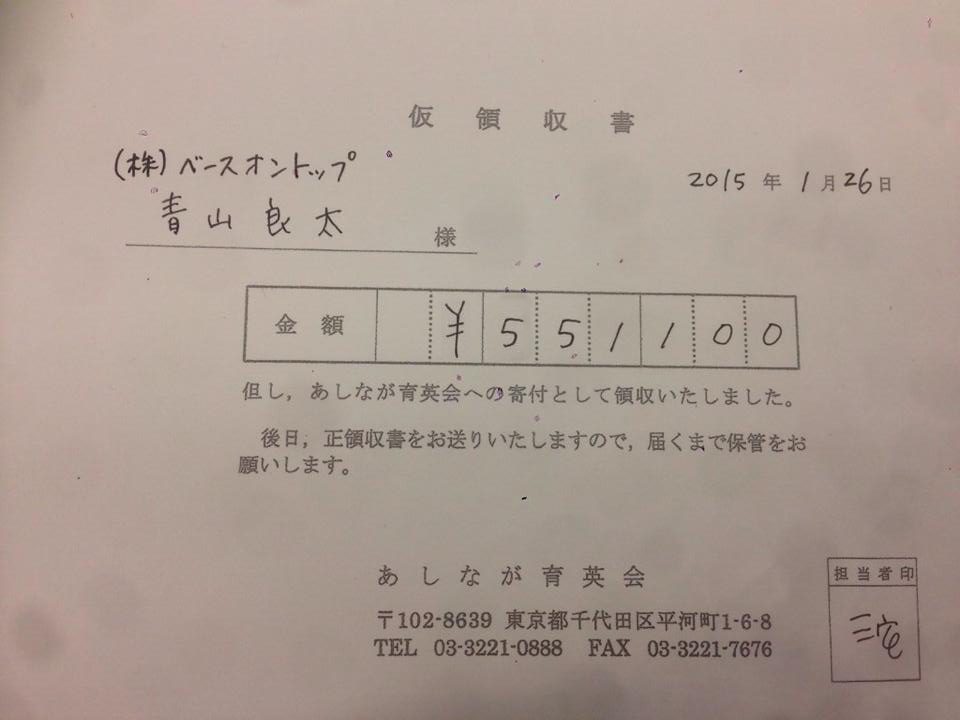 仮領収書
(株)ベースオントップ
2015年1月26日
青山良太 様
金額 ¥551100
但し,あしなが育英会への寄付として領収いたしました。
後日,正領収書をお送りいたしますので,届くまで保管をお
願いします。
あしなが育英会
〒102-8639 東京都千代田区平河町1-6-8
TEL 03-3221-0888 FAX 03-3221-7676
担当者印
三宅